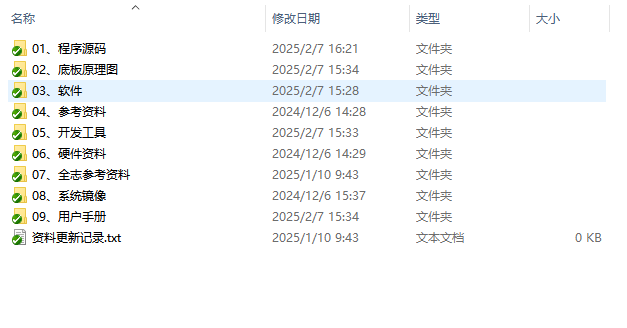 名称 修改日期 类型 大小
01、程序源码 2025/2/7 16:21 文件夹
02、底板原理图 2025/2/7 15:34 文件夹
03、软件 2025/2/7 15:28 文件夹
04、参考资料 2024/12/6 14:28 文件夹
05、开发工具 2025/2/7 15:33 文件夹
06、硬件资料 2024/12/6 14:29 文件夹
07、全志参考资料 2025/1/10 9:43 文件夹
08、系统镜像 2024/12/6 15:37 文件夹
09、用户手册 2025/2/7 15:34 文件夹
资料更新记录.txt 2025/1/10 9:43 文本文档 0 KB